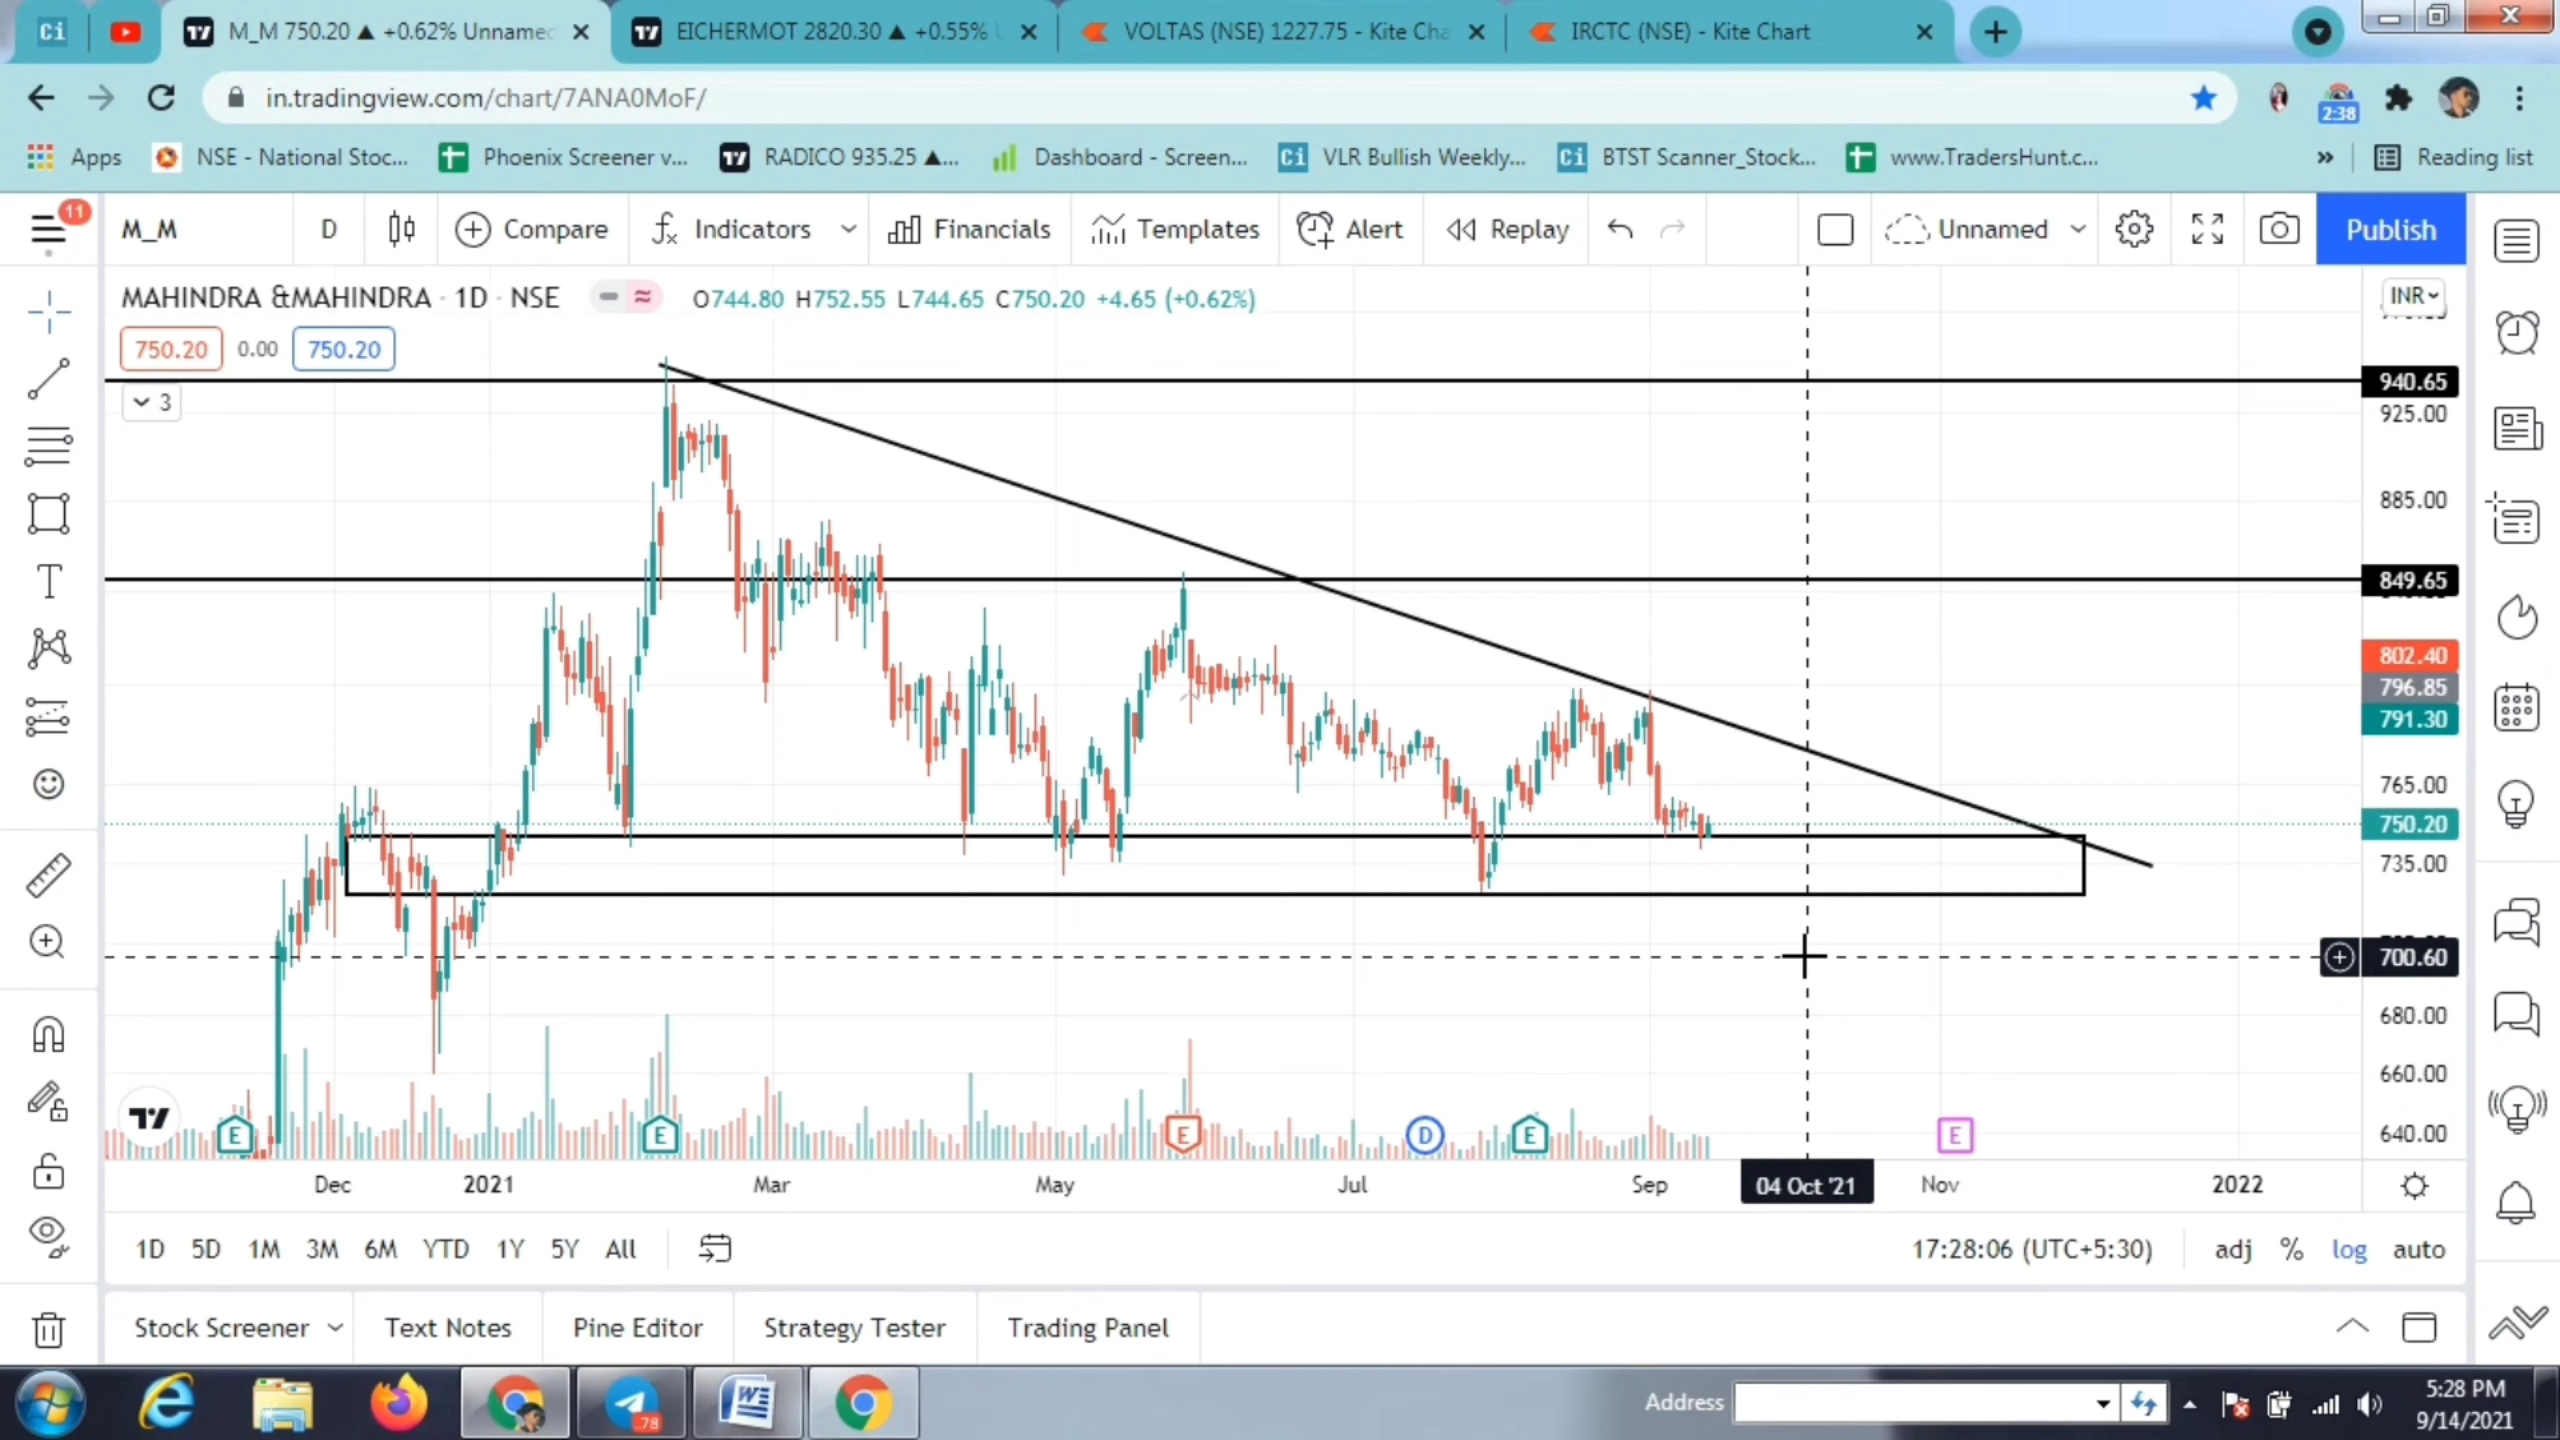 Ci
M_M 750.20 ▲ +0.62% Unnamed
EICHERMOT 2820.30 ▲ +0.55%
VOLTAS (NSE) 1227.75 - Kite Cha
IRCTC (NSE) - Kite Chart
in.tradingview.com/chart/7ANA0MoF/
2:38
Apps
NSE - National Stoc...
Phoenix Screener v...
RADICO 935.25 ▲...
Dashboard - Screen...
Ci VLR Bullish Weekly...
Ci BTST Scanner_Stock...
www.TradersHunt.c...
»
Reading list
11
M_M
D
Compare
Indicators
Financials
Templates
Alert
Replay
Unnamed
Publish
MAHINDRA &MAHINDRA · 1D · NSE
O744.80 H752.55 L744.65 C750.20 +4.65 (+0.62%)
INR
750.20 0.00 750.20
3
940.65
925.00
885.00
849.65
802.40
796.85
791.30
765.00
750.20
735.00
700.60
680.00
660.00
640.00
E E E D E E
Dec 2021 Mar May Jul Sep 04 Oct '21 Nov 2022
1D 5D 1M 3M 6M YTD 1Y 5Y All
17:28:06 (UTC+5:30)
adj % log auto
Stock Screener
Text Notes
Pine Editor
Strategy Tester
Trading Panel
78
W
Address
5:28 PM
9/14/2021